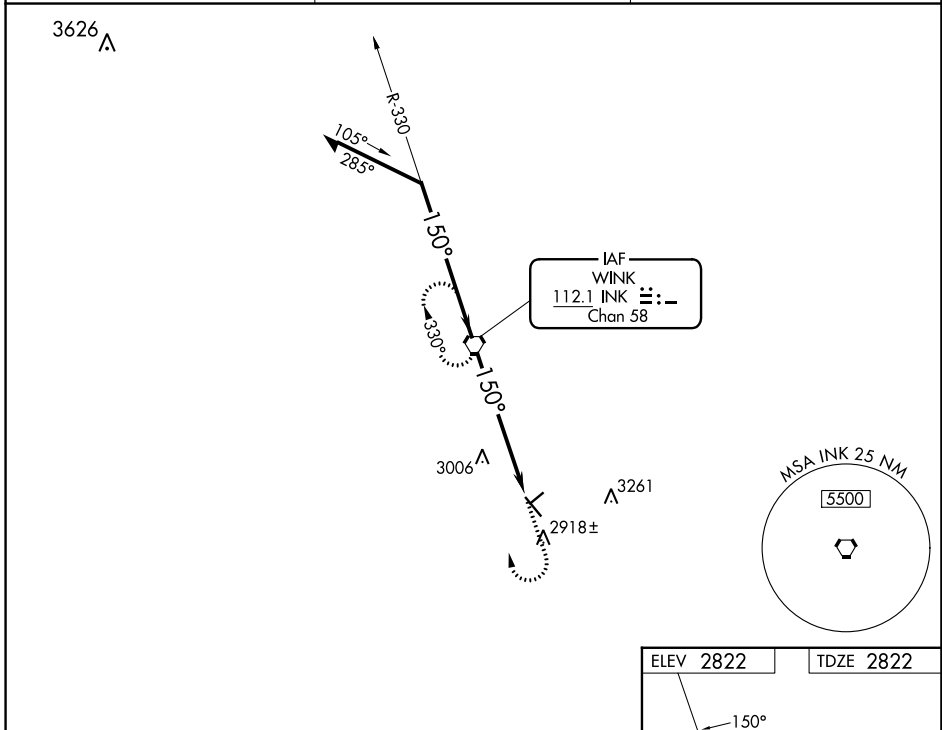 3626
R-330
105°
285°
150°
IAF
WINK
112.1 INK
Chan 58
330°
150°
3006
3261
2918±
MSA INK 25 NM
5500
ELEV 2822
TDZE 2822
150°